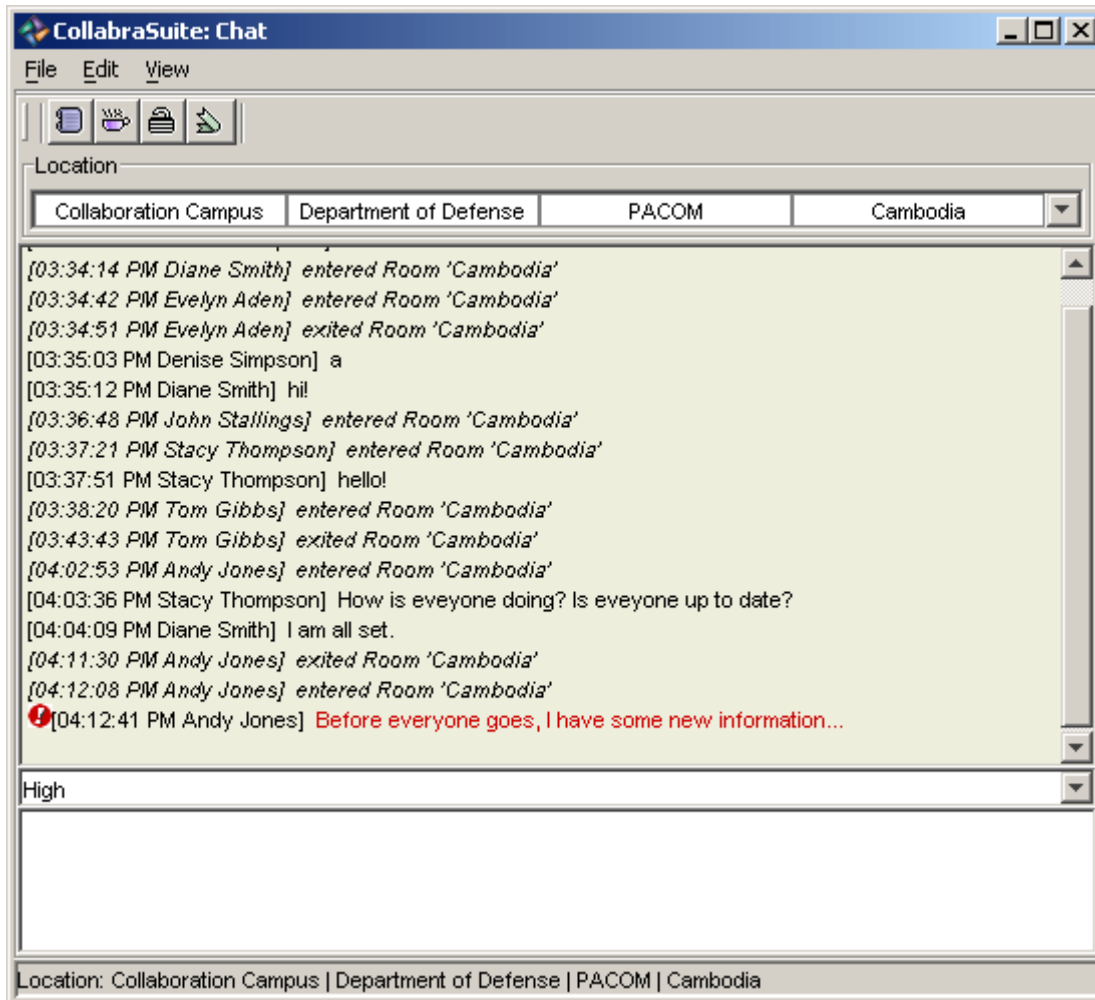 CollabraSuite: Chat
File Edit View
Location
Collaboration Campus Department of Defense PACOM Cambodia
[03:34:14 PM Diane Smith] entered Room 'Cambodia'
[03:34:42 PM Evelyn Aden] entered Room 'Cambodia'
[03:34:51 PM Evelyn Aden] exited Room 'Cambodia'
[03:35:03 PM Denise Simpson] a
[03:35:12 PM Diane Smith] hi!
[03:36:48 PM John Stallings] entered Room 'Cambodia'
[03:37:21 PM Stacy Thompson] entered Room 'Cambodia'
[03:37:51 PM Stacy Thompson] hello!
[03:38:20 PM Tom Gibbs] entered Room 'Cambodia'
[03:43:43 PM Tom Gibbs] exited Room 'Cambodia'
[04:02:53 PM Andy Jones] entered Room 'Cambodia'
[04:03:36 PM Stacy Thompson] How is eveyone doing? Is eveyone up to date?
[04:04:09 PM Diane Smith] I am all set.
[04:11:30 PM Andy Jones] exited Room 'Cambodia'
[04:12:08 PM Andy Jones] entered Room 'Cambodia'
[04:12:41 PM Andy Jones] Before everyone goes, I have some new information...
High
Location: Collaboration Campus | Department of Defense | PACOM | Cambodia